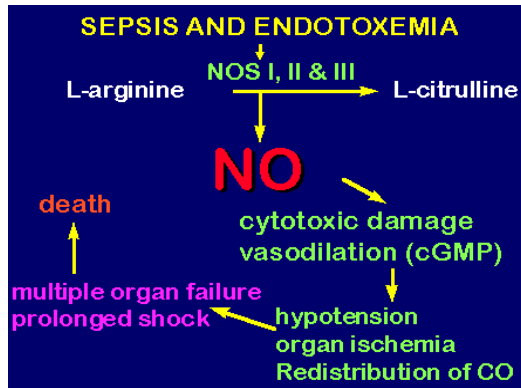 SEPSIS AND ENDOTOXEMIA
NOS I, II & III
L-arginine
L-citrulline
NO
cytotoxic damage
vasodilation (cGMP)
hypotension
organ ischemia
Redistribution of CO
multiple organ failure
prolonged shock
death